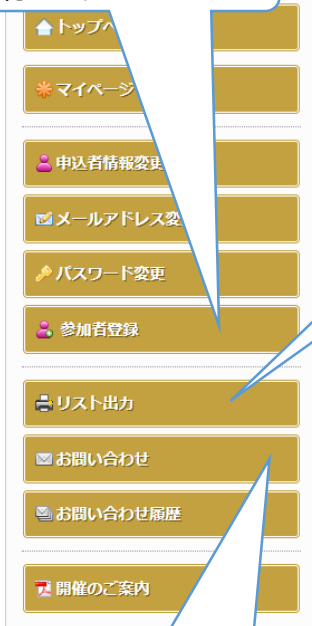 トップペ
マイページ
申込者情報変更
メールアドレス変
パスワード変更
参加者登録
リスト出力
お問い合わせ
お問い合わせ履歴
開催のご案内